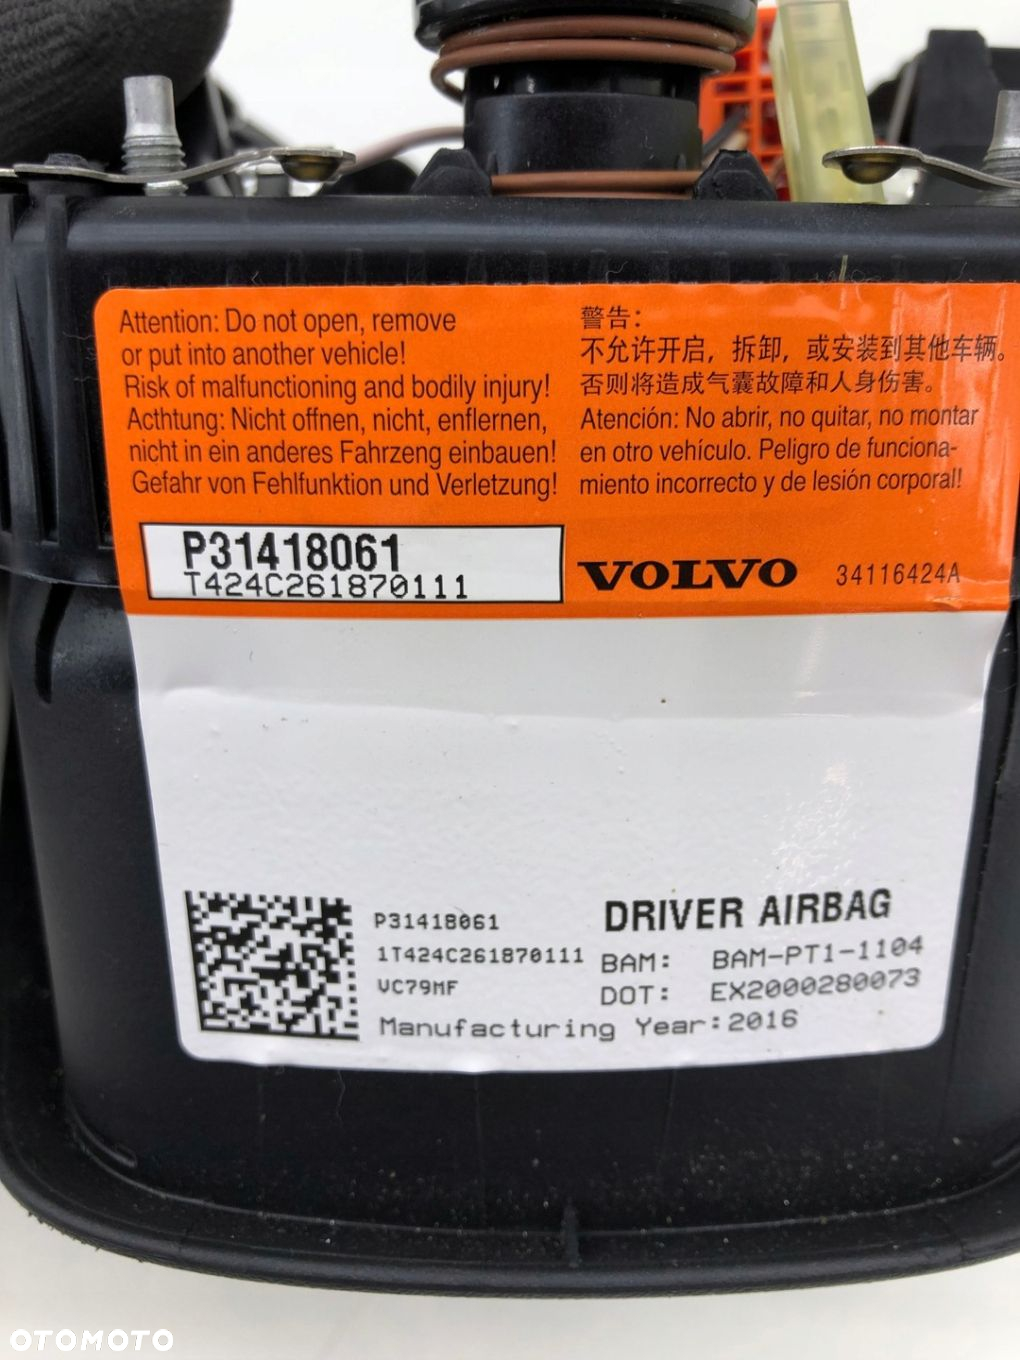 Attention: Do not open, remove
or put into another vehicle!
Risk of malfunctioning and bodily injury!
Acthtung: Nicht offnen, nicht, enflernen,
nicht in ein anderes Fahrzeng einbauen!
Gefahr von Fehlfunktion und Verletzung!
警告：
不允许开启，拆卸，或安装到其他车辆。
否则将造成气囊故障和人身伤害。
Atención: No abrir, no quitar, no montar
en otro vehículo. Peligro de funciona-
miento incorrecto y de lesión corporal!
P31418061
T424C261870111
VOLVO 34116424A
P31418061
1T424C261870111
VC79MF
DRIVER AIRBAG
BAM: BAM-PT1-1104
DOT: EX2000280073
Manufacturing Year:2016
OTOMOTO